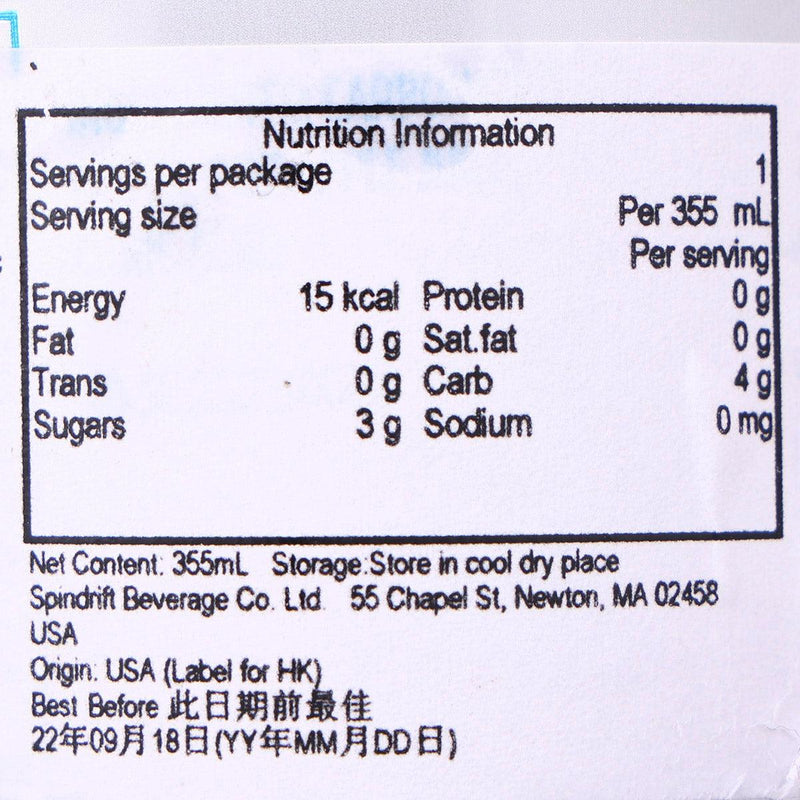 Nutrition Information
Servings per package 1
Serving size Per 355 mL
Per serving
Energy 15 kcal Protein 0 g
Fat 0 g Sat.fat 0 g
Trans 0 g Carb 4 g
Sugars 3 g Sodium 0 mg
Net Content: 355mL Storage:Store in cool dry place
Spindrift Beverage Co. Ltd. 55 Chapel St, Newton, MA 02458
USA
Origin: USA (Label for HK)
Best Before 此日期前最佳
22年09月18日(YY年MM月DD日)